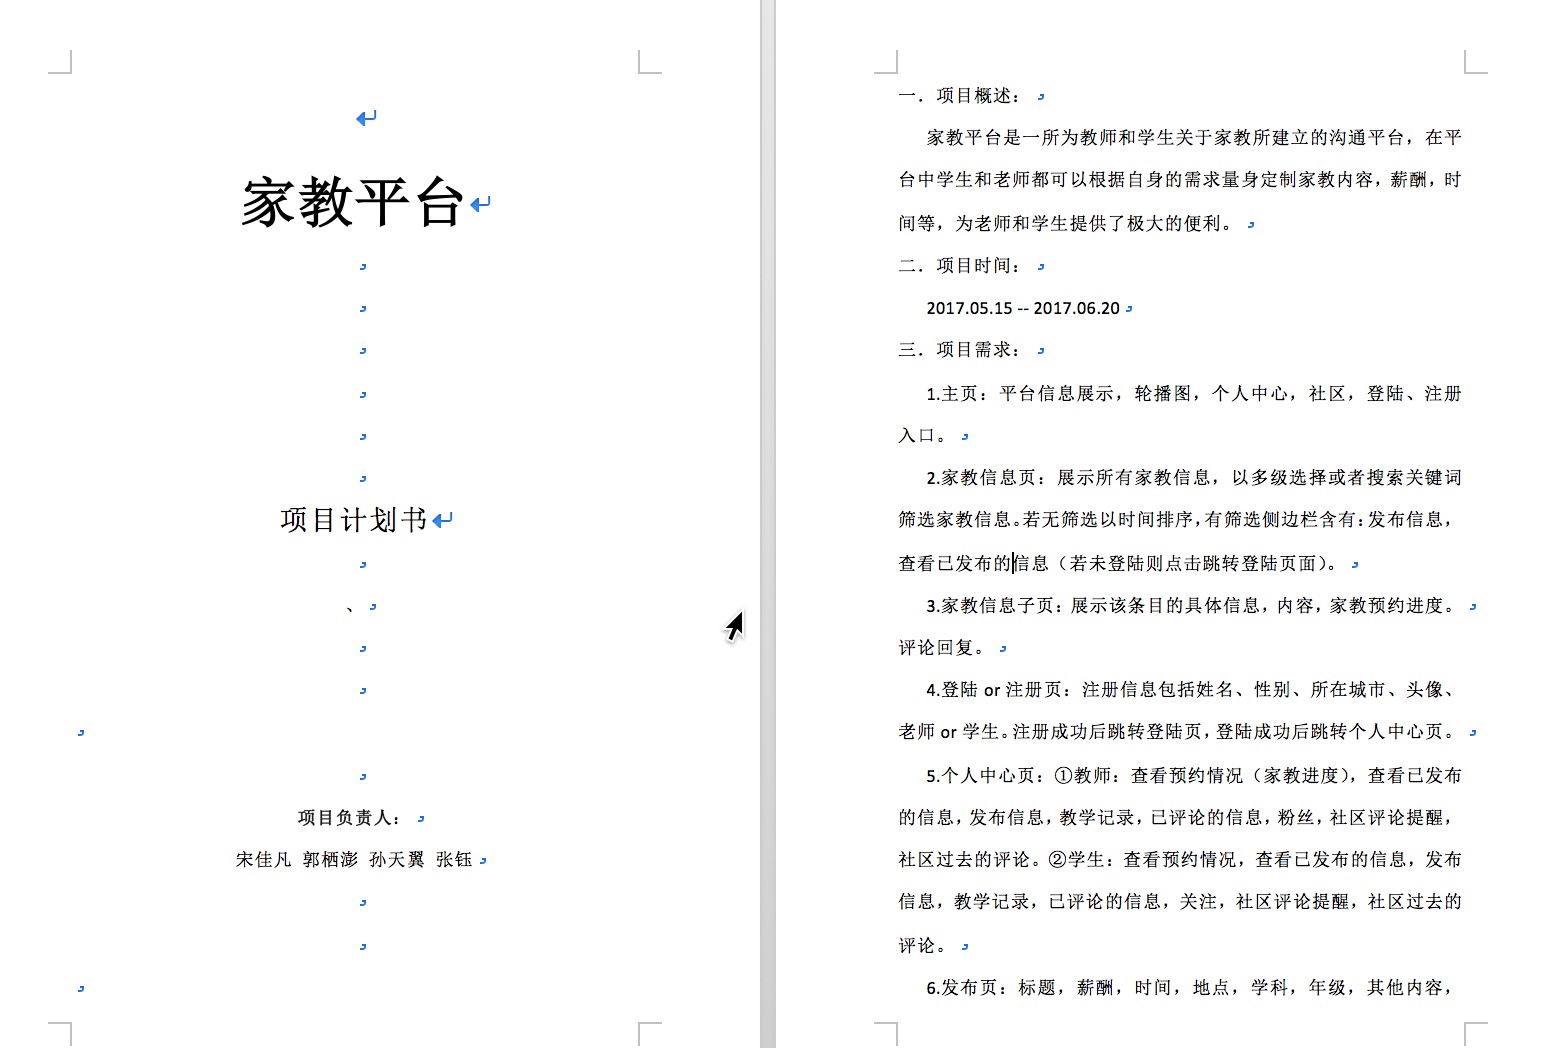 家教平台
项目计划书
、
项目负责人：
宋佳凡 郭栖澎 孙天翼 张钰
一．项目概述：
家教平台是一所为教师和学生关于家教所建立的沟通平台，在平
台中学生和老师都可以根据自身的需求量身定制家教内容，薪酬，时
间等，为老师和学生提供了极大的便利。
二．项目时间：
2017.05.15 -- 2017.06.20
三．项目需求：
1.主页：平台信息展示，轮播图，个人中心，社区，登陆、注册
入口。
2.家教信息页：展示所有家教信息，以多级选择或者搜索关键词
筛选家教信息。若无筛选以时间排序，有筛选侧边栏含有：发布信息，
查看已发布的信息（若未登陆则点击跳转登陆页面）。
3.家教信息子页：展示该条目的具体信息，内容，家教预约进度。
评论回复。
4.登陆 or 注册页：注册信息包括姓名、性别、所在城市、头像、
老师 or 学生。注册成功后跳转登陆页，登陆成功后跳转个人中心页。
5.个人中心页：①教师：查看预约情况（家教进度），查看已发布
的信息，发布信息，教学记录，已评论的信息，粉丝，社区评论提醒，
社区过去的评论。②学生：查看预约情况，查看已发布的信息，发布
信息，教学记录，已评论的信息，关注，社区评论提醒，社区过去的
评论。
6.发布页：标题，薪酬，时间，地点，学科，年级，其他内容，